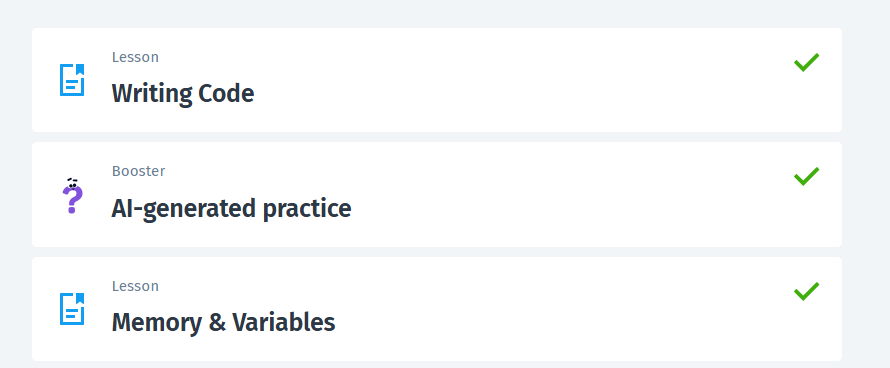 Lesson
Writing Code
Booster
AI-generated practice
Lesson
Memory & Variables